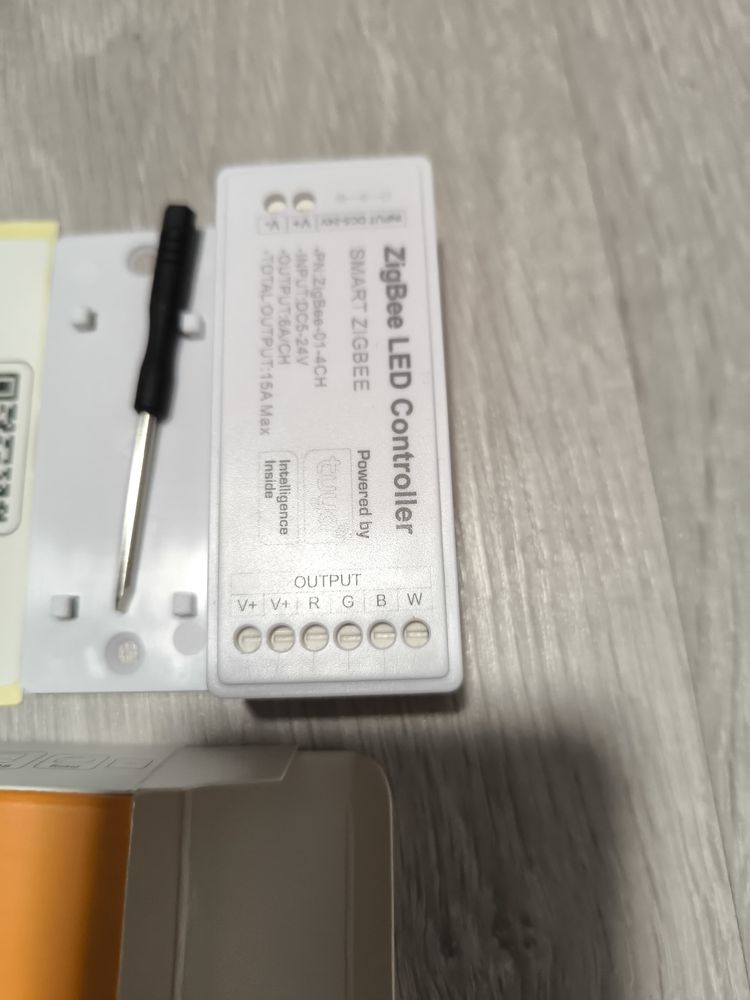 INPUT DC5-24V
V+
V-
ZigBee LED Controller
SMART ZIGBEE
-PN:ZigBee-01-4CH
-INPUT:DC5-24V
-OUTPUT:6A/CH
-TOTAL OUTPUT:15A Max
Powered by
tuya
Intelligence
Inside
OUTPUT
V+ V+ R G B W